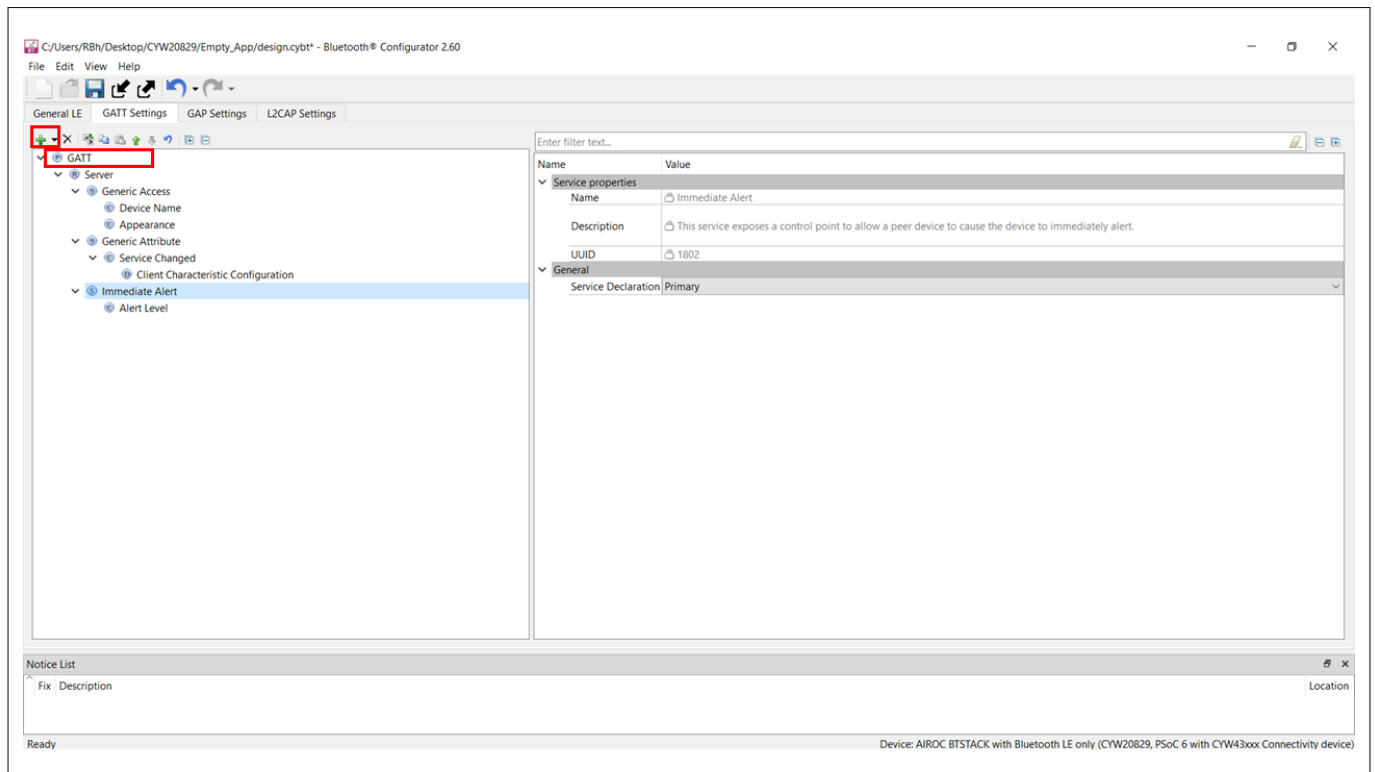 C:/Users/RBh/Desktop/CYW20829/Empty_App/design.cybt* - Bluetooth® Configurator 2.60
File Edit View Help
General LE GATT Settings GAP Settings L2CAP Settings
Enter filter text...
GATT
Name Value
Server
Service properties
Generic Access
Name Immediate Alert
Device Name
Appearance
Description This service exposes a control point to allow a peer device to cause the device to immediately alert.
Generic Attribute
Service Changed
UUID 1802
Client Characteristic Configuration
General
Immediate Alert
Service Declaration Primary
Alert Level
Notice List
Fix Description Location
Ready Device: AIROC BTSTACK with Bluetooth LE only (CYW20829, PSoC 6 with CYW43xxx Connectivity device)